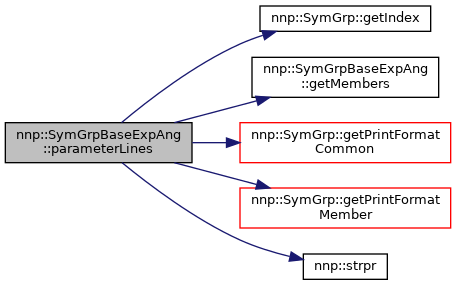 nnp::SymGrpBaseExpAng
::parameterLines
nnp::SymGrp::getIndex
nnp::SymGrpBaseExpAng
::getMembers
nnp::SymGrp::getPrintFormat
Common
nnp::SymGrp::getPrintFormat
Member
nnp::strpr